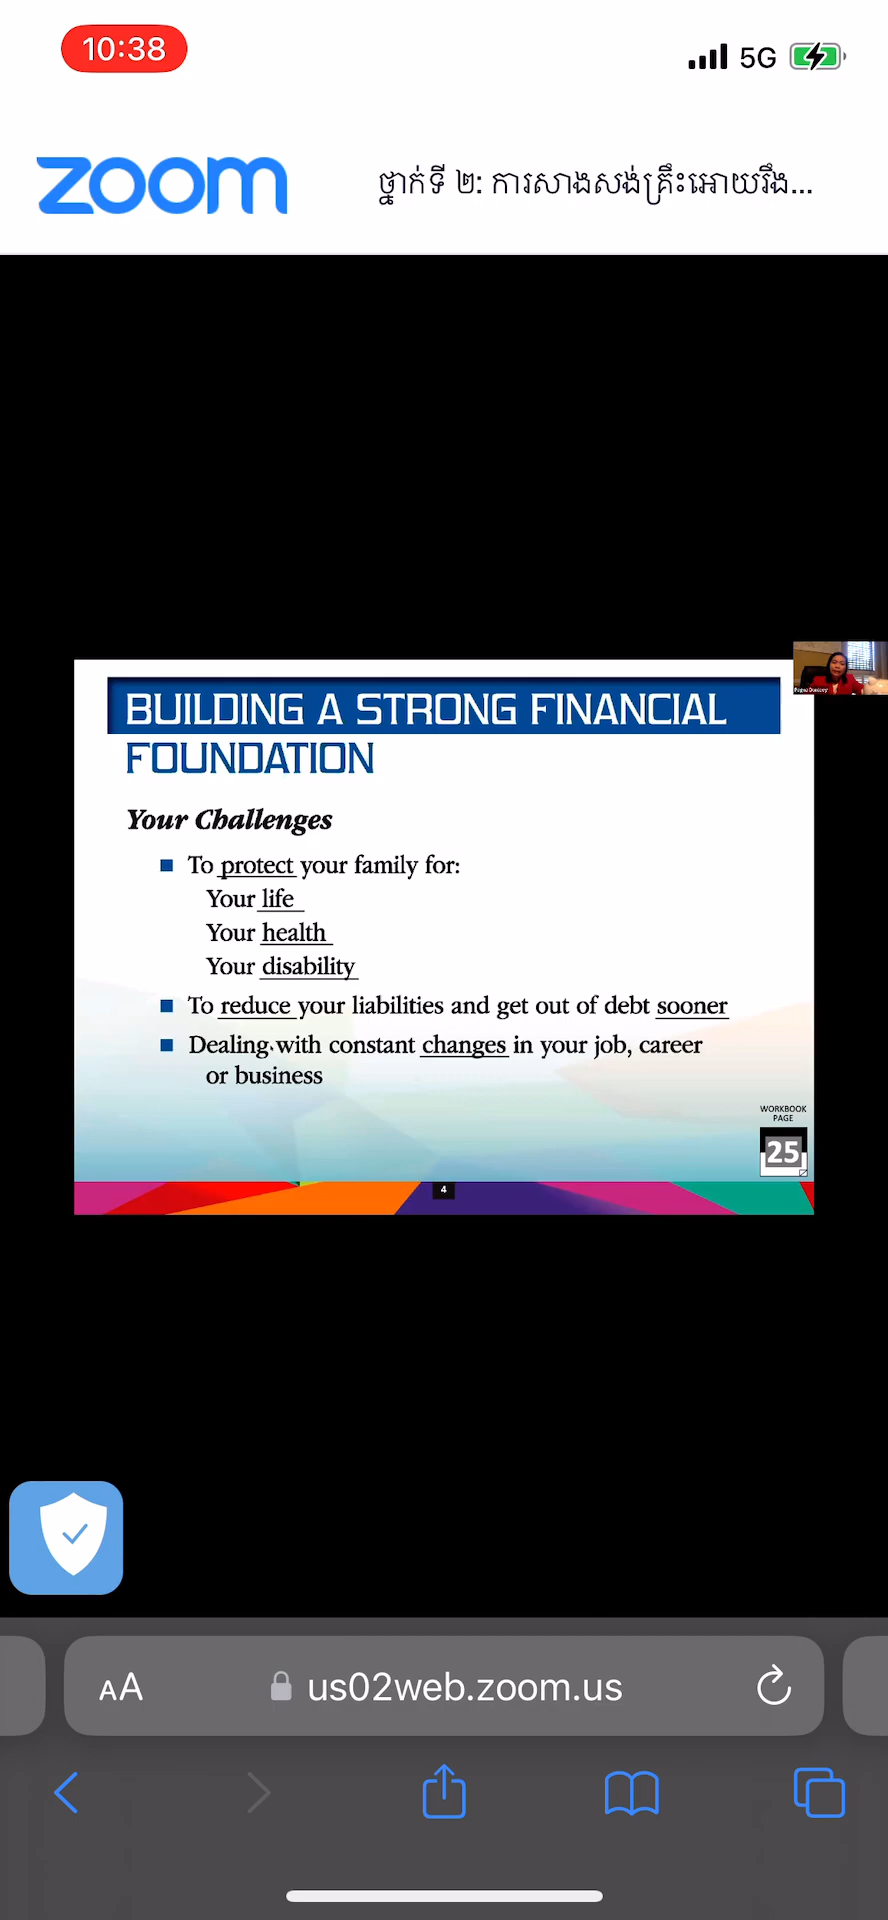 10:38
5G
zoom
ថ្នាក់ទី ២: ការសាងសង់គ្រឹះអោយរឹង...
BUILDING A STRONG FINANCIAL
FOUNDATION
Your Challenges
To protect your family for:
Your life
Your health
Your disability
To reduce your liabilities and get out of debt sooner
Dealing with constant changes in your job, career
or business
WORKBOOK
PAGE
25
4
AA
us02web.zoom.us